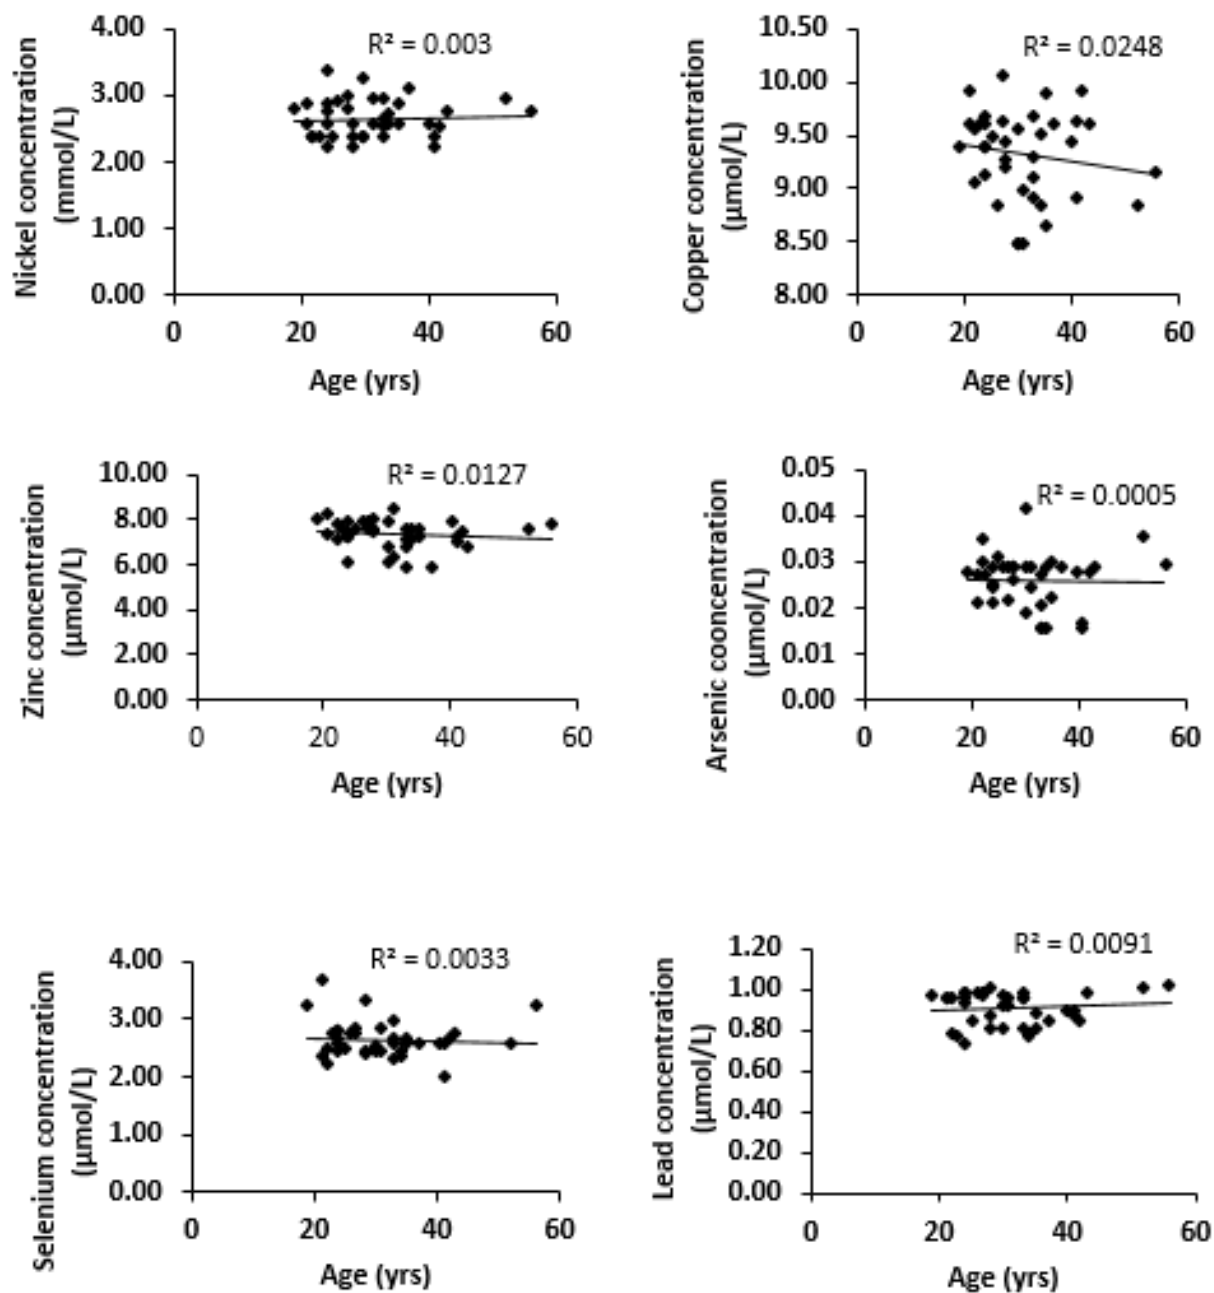 Nickel concentration
(mmol/L)
4.00
3.00
2.00
1.00
0.00
R² = 0.003
0 20 40 60
Age (yrs)
Copper concentration
(µmol/L)
10.50
10.00
9.50
9.00
8.50
8.00
R² = 0.0248
0 20 40 60
Age (yrs)
Zinc concentration
(µmol/L)
10.00
8.00
6.00
4.00
2.00
0.00
R² = 0.0127
0 20 40 60
Age (yrs)
Arsenic cooncentration
(µmol/L)
0.05
0.04
0.03
0.02
0.01
0.00
R² = 0.0005
0 20 40 60
Age (yrs)
Selenium concentration
(µmol/L)
4.00
3.00
2.00
1.00
0.00
R² = 0.0033
0 20 40 60
Age (yrs)
Lead concentration
(µmol/L)
1.20
1.00
0.80
0.60
0.40
0.20
0.00
R² = 0.0091
0 20 40 60
Age (yrs)